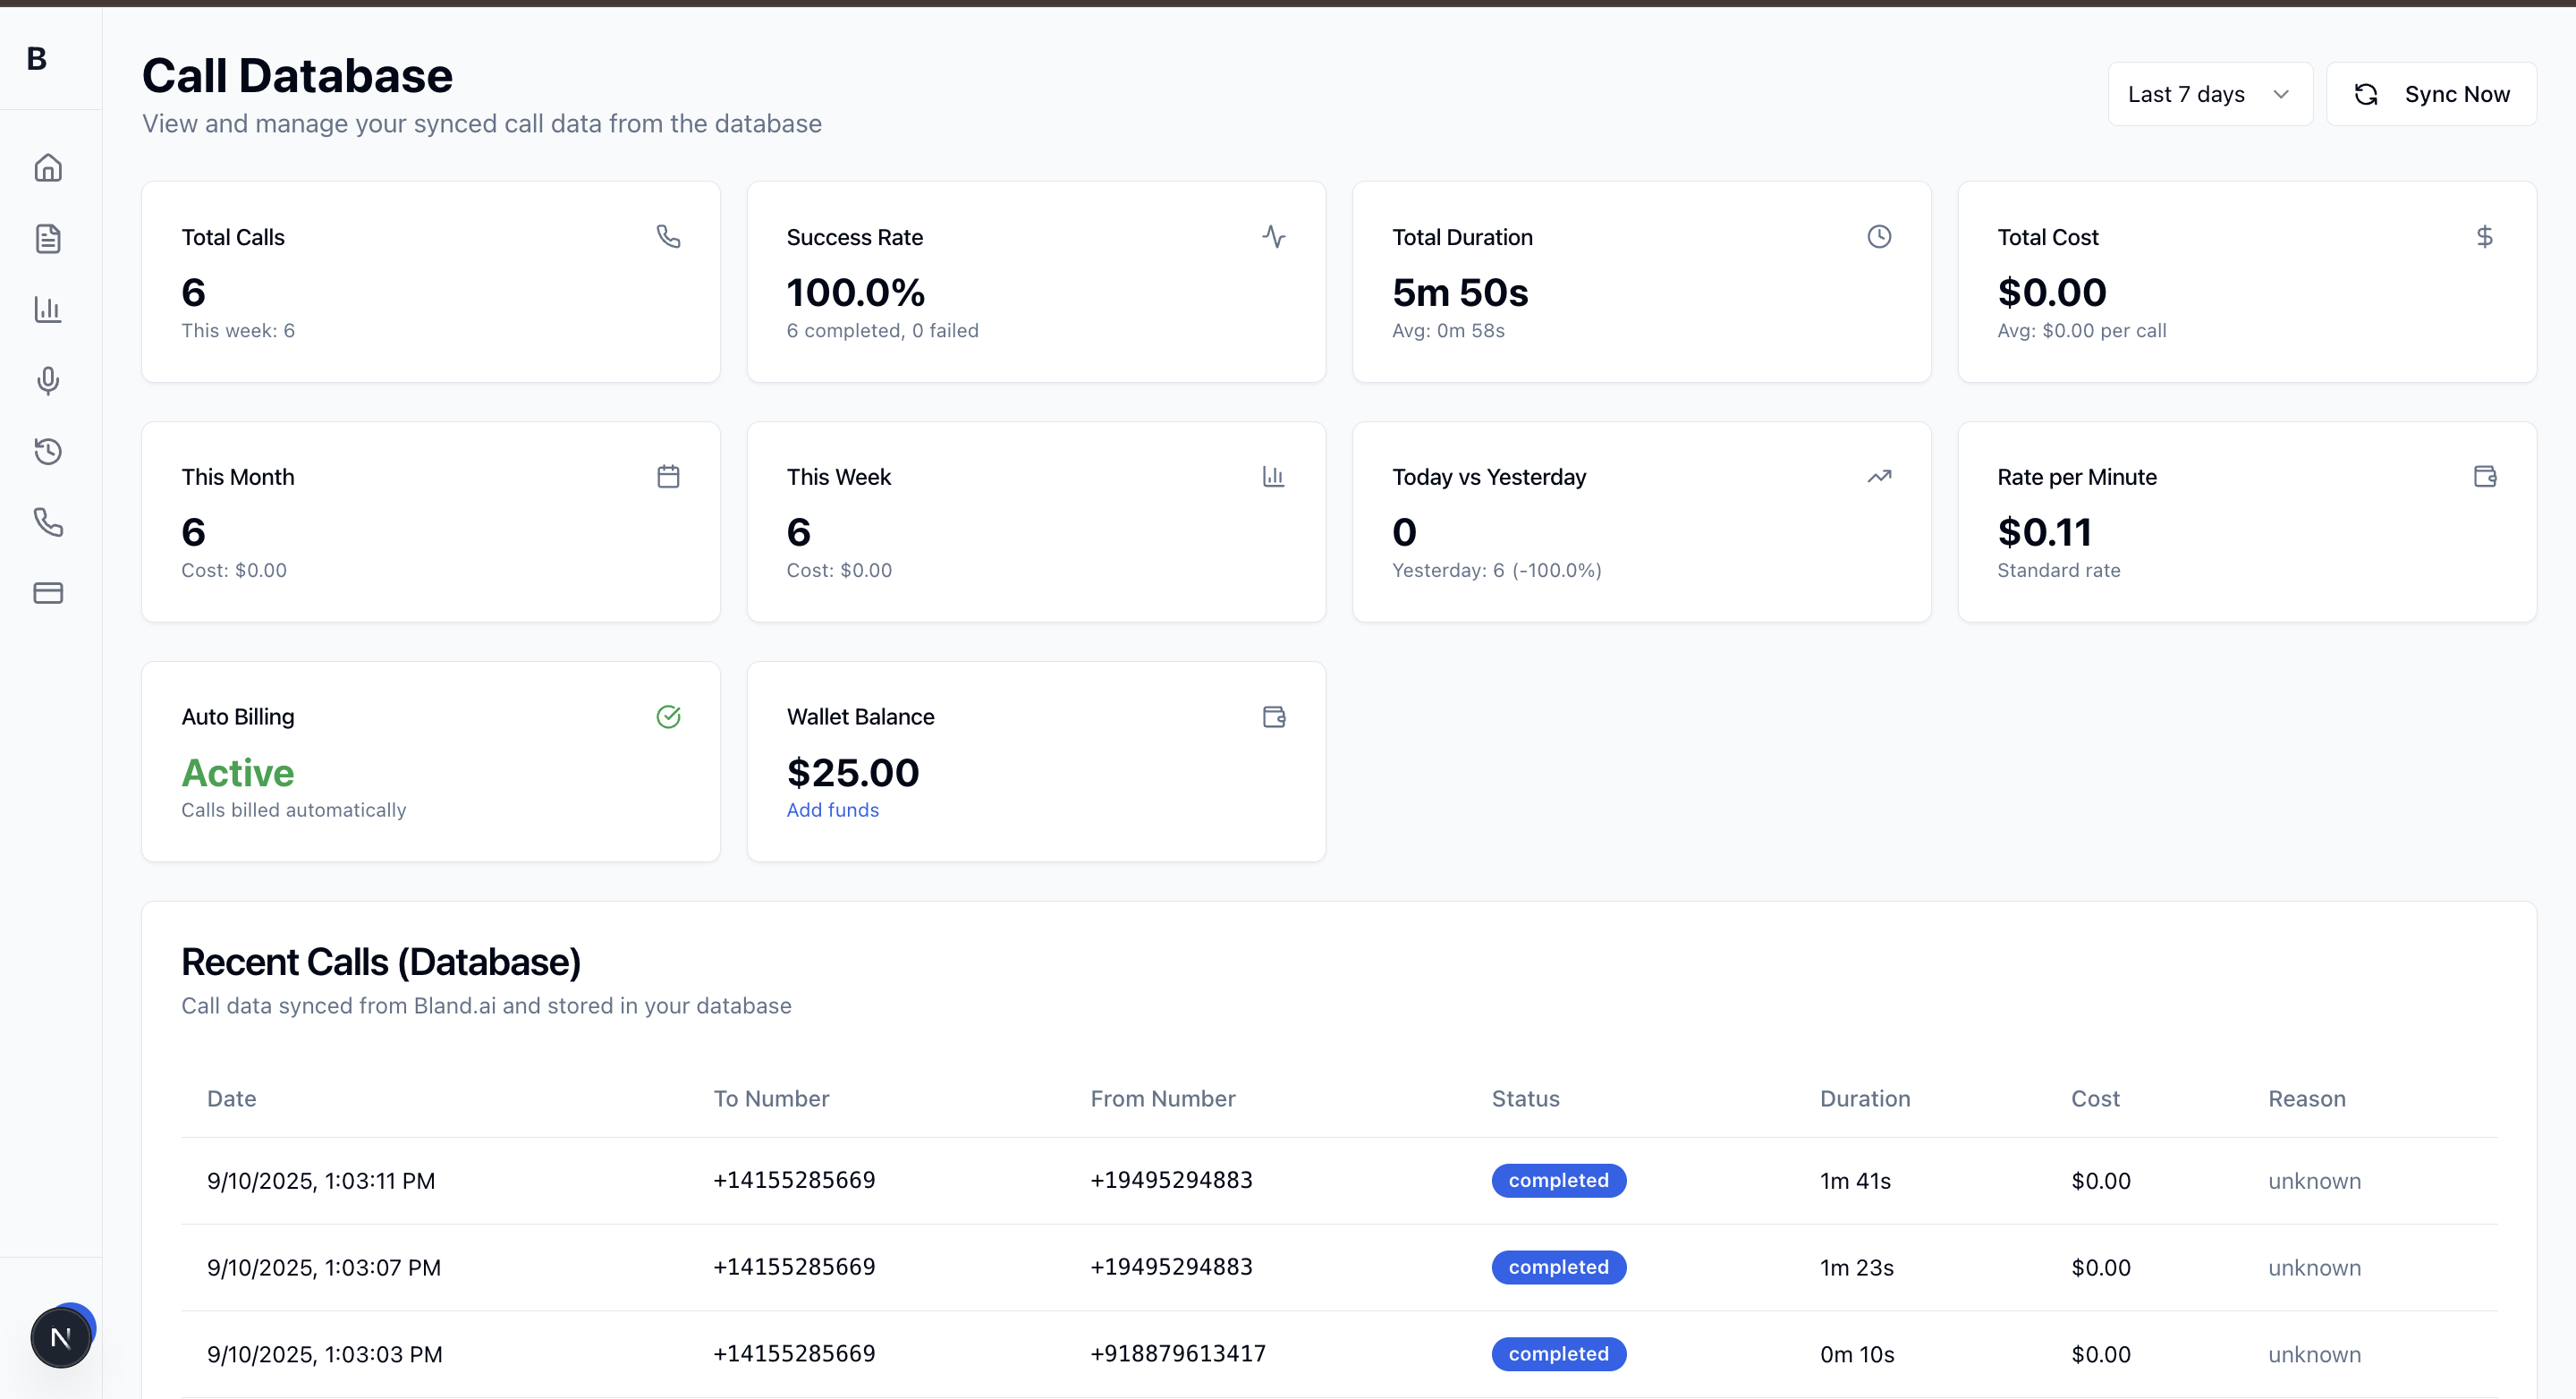 B
Call Database
View and manage your synced call data from the database
Last 7 days
Sync Now
Total Calls
6
This week: 6
Success Rate
100.0%
6 completed, 0 failed
Total Duration
5m 50s
Avg: 0m 58s
Total Cost
$0.00
Avg: $0.00 per call
This Month
6
Cost: $0.00
This Week
6
Cost: $0.00
Today vs Yesterday
0
Yesterday: 6 (-100.0%)
Rate per Minute
$0.11
Standard rate
Auto Billing
Active
Calls billed automatically
Wallet Balance
$25.00
Add funds
Recent Calls (Database)
Call data synced from Bland.ai and stored in your database
Date To Number From Number Status Duration Cost Reason
9/10/2025, 1:03:11 PM +14155285669 +19495294883 completed 1m 41s $0.00 unknown
9/10/2025, 1:03:07 PM +14155285669 +19495294883 completed 1m 23s $0.00 unknown
9/10/2025, 1:03:03 PM +14155285669 +918879613417 completed 0m 10s $0.00 unknown
N